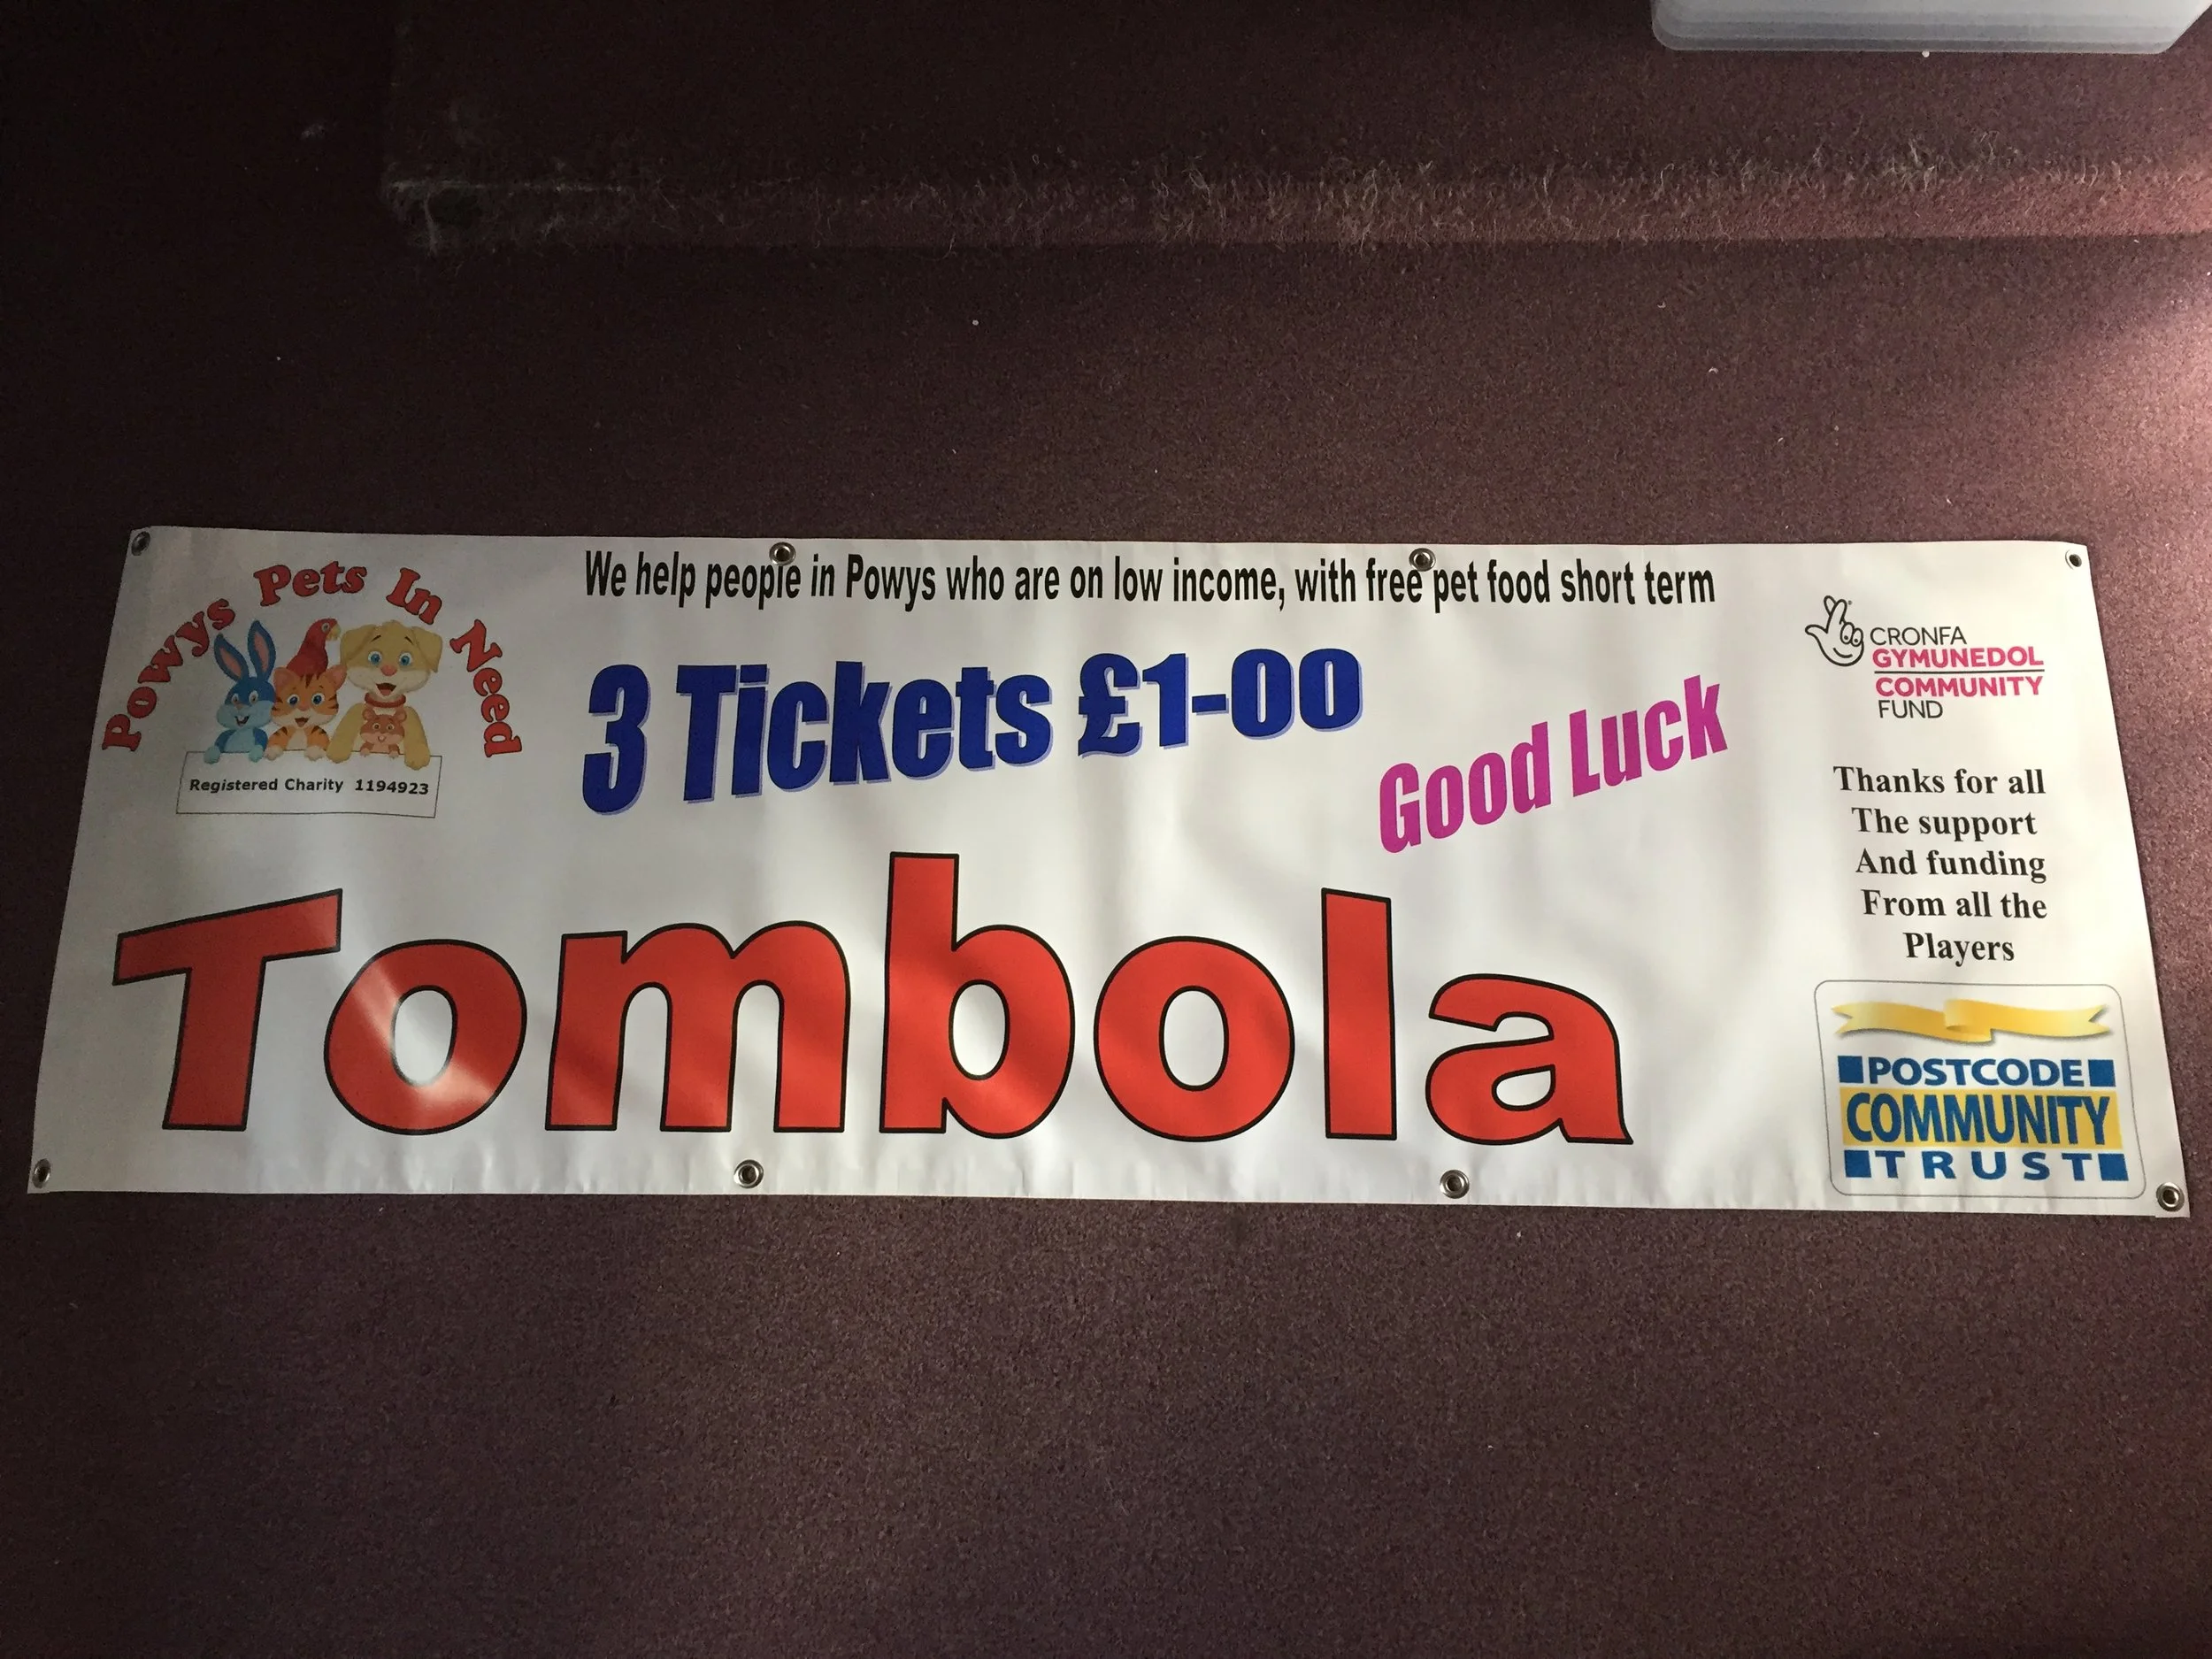 Powys Pets In Need
Registered Charity 1194923
We help people in Powys who are on low income, with free pet food short term
3 Tickets £1-00
Good Luck
Tombola
CRONFA
GYMUNEDOL
COMMUNITY
FUND
Thanks for all
The support
And funding
From all the
Players
POSTCODE
COMMUNITY
TRUST